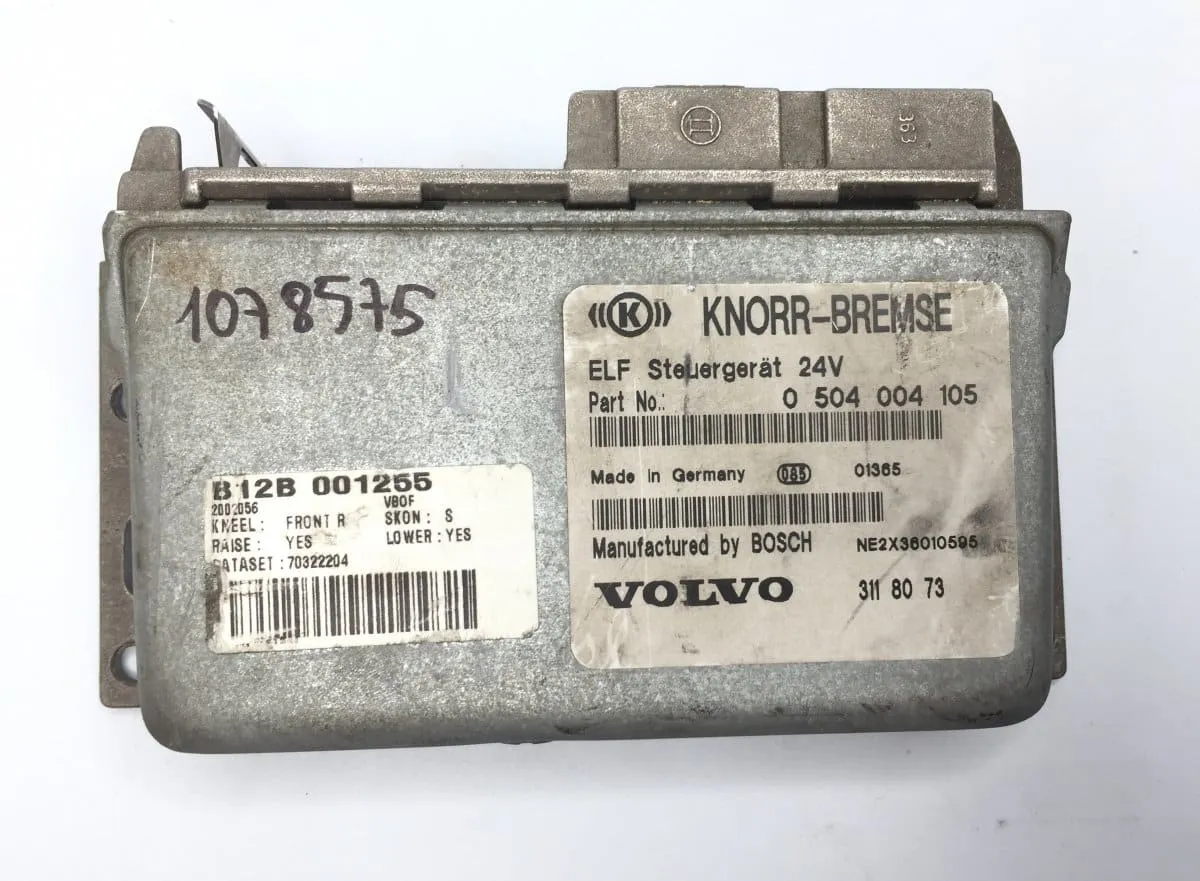 363
1078575
((K)) KNORR-BREMSE
ELF Steuergerät 24V
Part No.: 0 504 004 105
Made in Germany 085 01365
Manufactured by BOSCH NE2X36010595
VOLVO 311 80 73
B12B 001255
2002056 VBOF
KNEEL: FRONT R SKON: S
RAISE: YES LOWER: YES
DATASET: 70322204